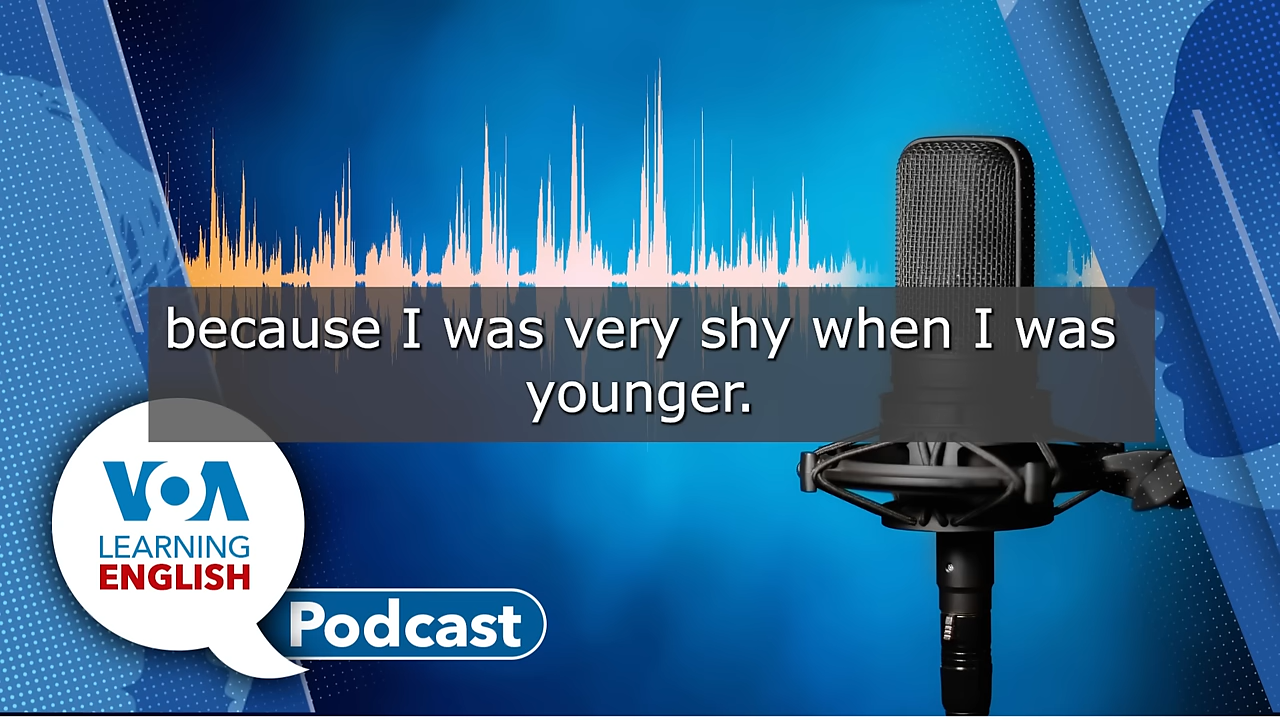 because I was very shy when I was
younger.
VOA
LEARNING
ENGLISH
Podcast